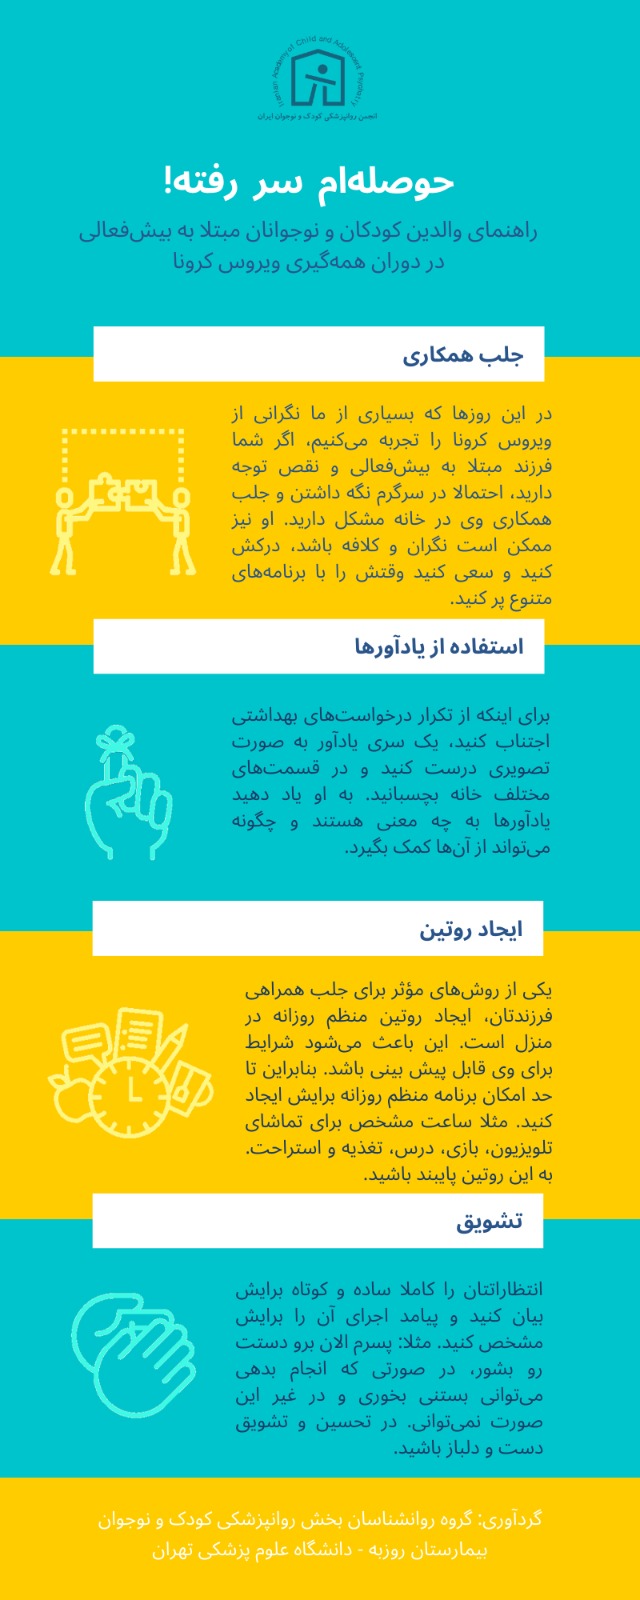 Iranian Academy of Child and Adolescent Psychiatry
انجمن روانپزشکی کودک و نوجوان ایران
حوصله‌ام سر رفته!
راهنمای والدین کودکان و نوجوانان مبتلا به بیش‌فعالی
در دوران همه‌گیری ویروس کرونا
جلب همکاری
در این روزها که بسیاری از ما نگرانی از
ویروس کرونا را تجربه می‌کنیم، اگر شما
فرزند مبتلا به بیش‌فعالی و نقص توجه
دارید، احتمالا در سرگرم نگه داشتن و جلب
همکاری وی در خانه مشکل دارید. او نیز
ممکن است نگران و کلافه باشد، درکش
کنید و سعی کنید وقتش را با برنامه‌های
متنوع پر کنید.
استفاده از یادآورها
برای اینکه از تکرار درخواست‌های بهداشتی
اجتناب کنید، یک سری یادآور به صورت
تصویری درست کنید و در قسمت‌های
مختلف خانه بچسبانید. به او یاد دهید
یادآورها به چه معنی هستند و چگونه
می‌تواند از آن‌ها کمک بگیرد.
ایجاد روتین
یکی از روش‌های مؤثر برای جلب همراهی
فرزندتان، ایجاد روتین منظم روزانه در
منزل است. این باعث می‌شود شرایط
برای وی قابل پیش بینی باشد. بنابراین تا
حد امکان برنامه منظم روزانه برایش ایجاد
کنید. مثلا ساعت مشخص برای تماشای
تلویزیون، بازی، درس، تغذیه و استراحت.
به این روتین پایبند باشید.
تشویق
انتظاراتتان را کاملا ساده و کوتاه برایش
بیان کنید و پیامد اجرای آن را برایش
مشخص کنید. مثلا: پسرم الان برو دستت
رو بشور، در صورتی که انجام بدهی
می‌توانی بستنی بخوری و در غیر این
صورت نمی‌توانی. در تحسین و تشویق
دست و دلباز باشید.
گردآوری: گروه روانشناسان بخش روانپزشکی کودک و نوجوان
بیمارستان روزبه - دانشگاه علوم پزشکی تهران